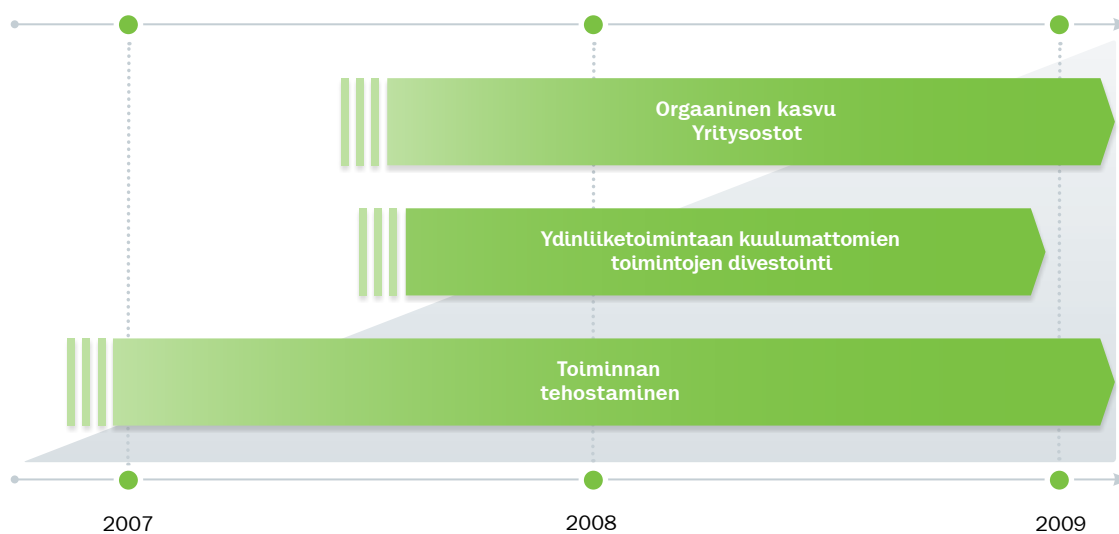 Orgaaninen kasvu
Yritysostot
Ydinliiketoimintaan kuulumattomien
toimintojen divestointi
Toiminnan
tehostaminen
2007
2008
2009